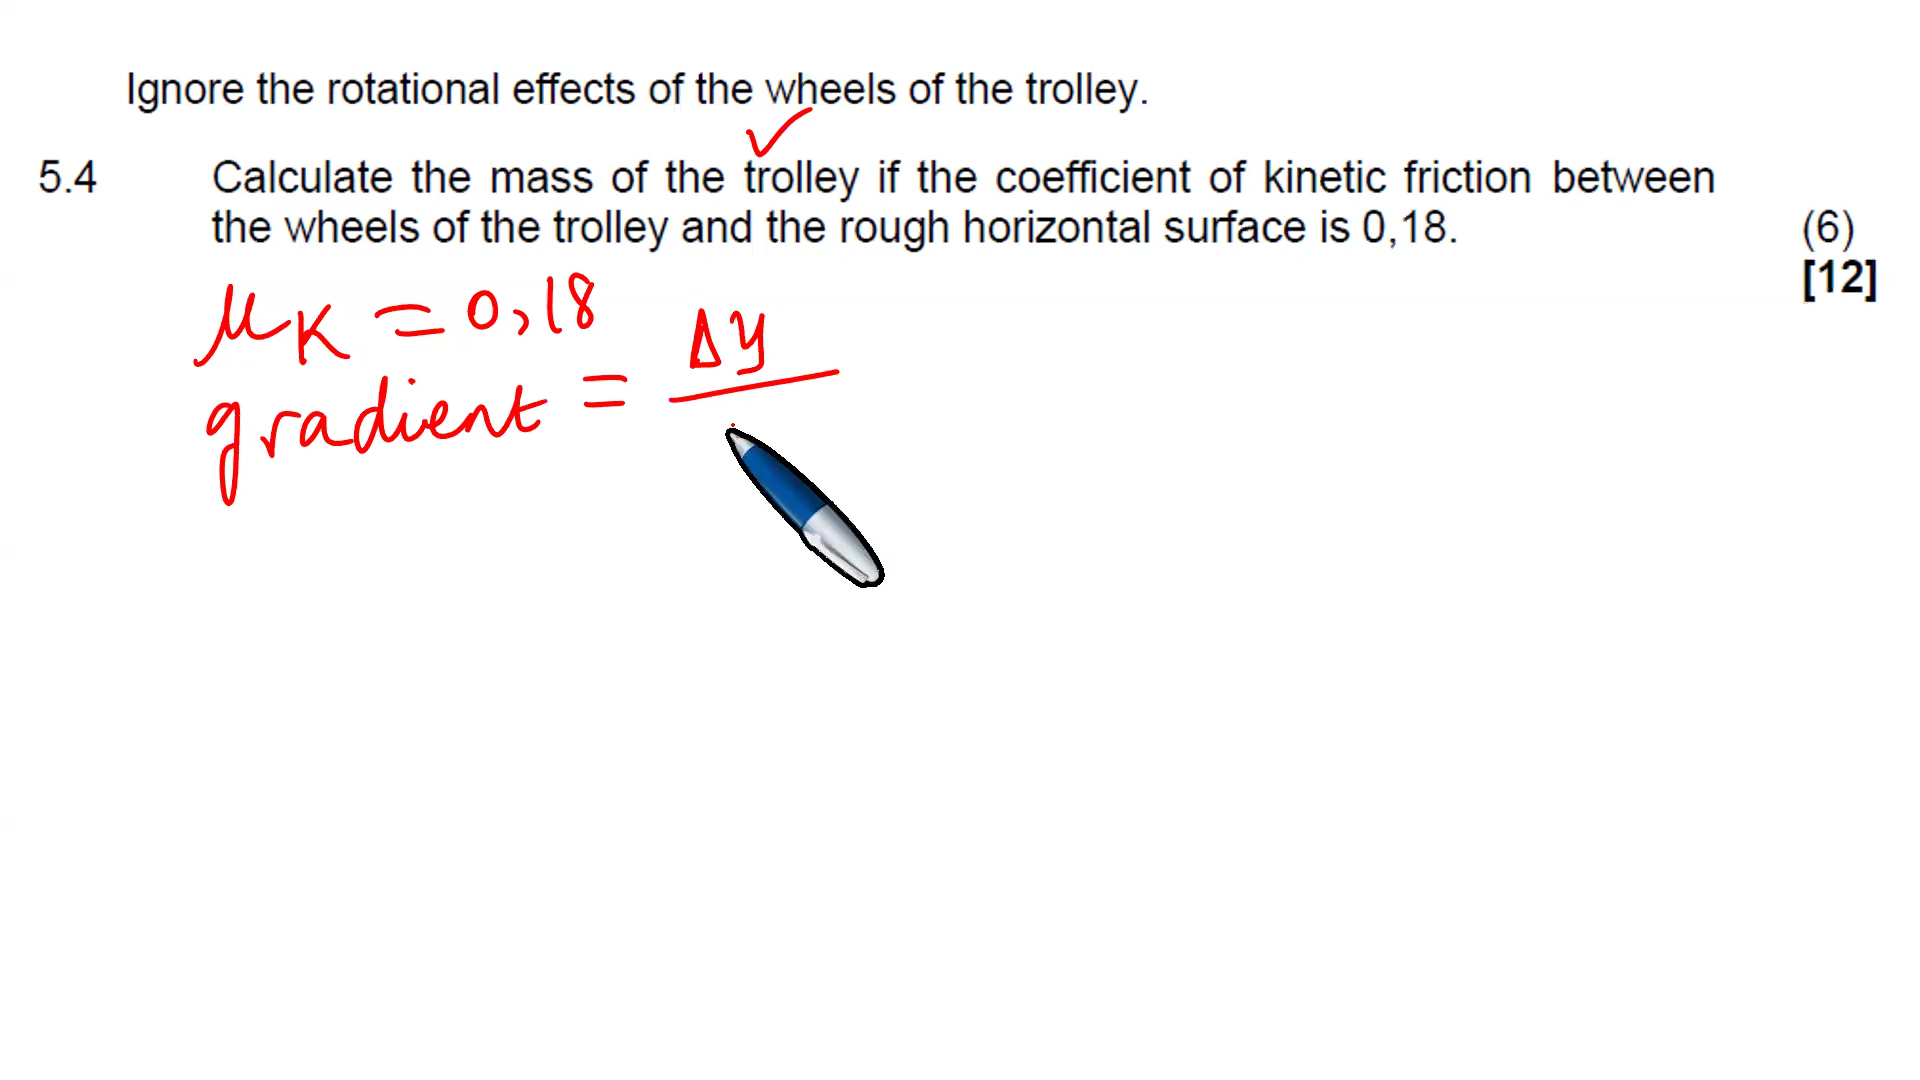 Ignore the rotational effects of the wheels of the trolley.
5.4 Calculate the mass of the trolley if the coefficient of kinetic friction between
the wheels of the trolley and the rough horizontal surface is 0,18. (6)
[12]
μK = 0,18
gradient = Δy